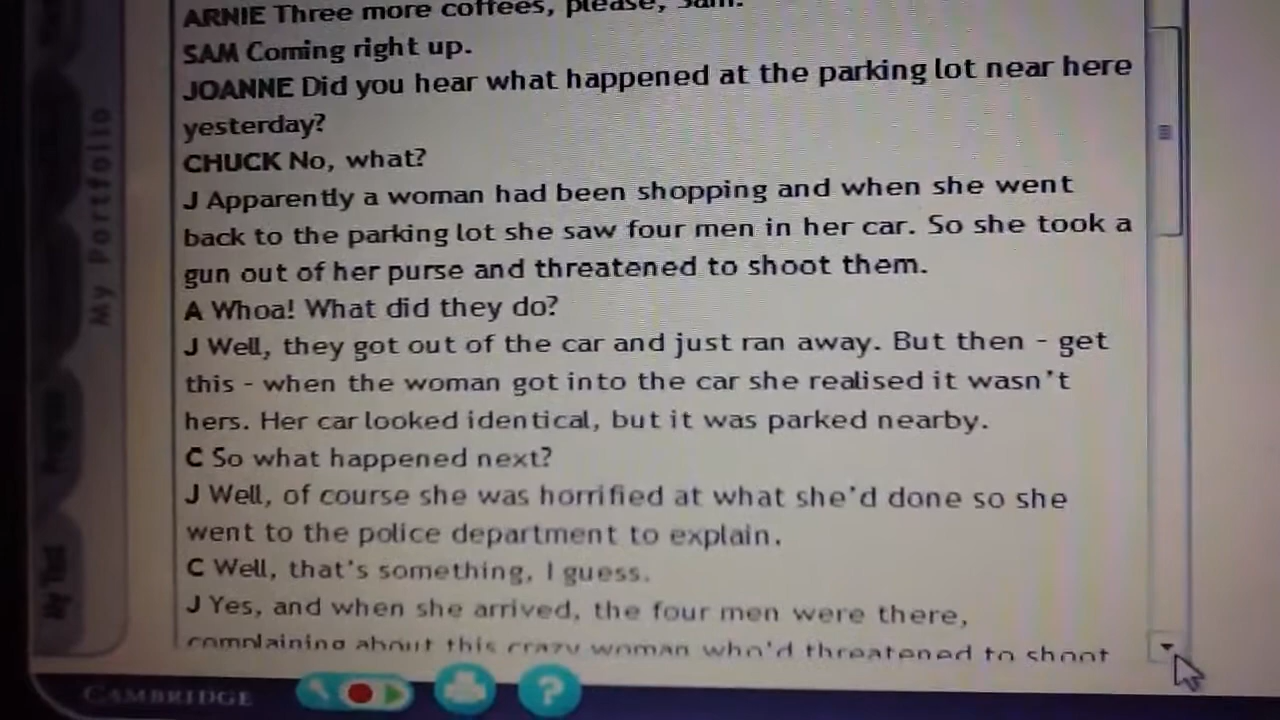 ARNIE Three more coffees, please, Sam.
SAM Coming right up.
JOANNE Did you hear what happened at the parking lot near here
yesterday?
CHUCK No, what?
J Apparently a woman had been shopping and when she went
back to the parking lot she saw four men in her car. So she took a
gun out of her purse and threatened to shoot them.
A Whoa! What did they do?
J Well, they got out of the car and just ran away. But then - get
this - when the woman got into the car she realised it wasn't
hers. Her car looked identical, but it was parked nearby.
C So what happened next?
J Well, of course she was horrified at what she'd done so she
went to the police department to explain.
C Well, that's something, I guess.
J Yes, and when she arrived, the four men were there,
complaining about this crazy woman who'd threatened to shoot
My Portfolio
My Test
CAMBRIDGE
?